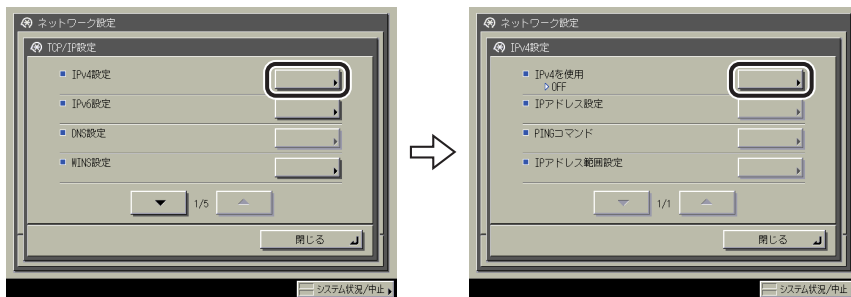 ネットワーク設定
TCP/IP設定
IPv4設定
IPv6設定
DNS設定
WINS設定
1/5
閉じる
システム状況/中止
ネットワーク設定
IPv4設定
IPv4を使用
OFF
IPアドレス設定
PINGコマンド
IPアドレス範囲設定
1/1
閉じる
システム状況/中止